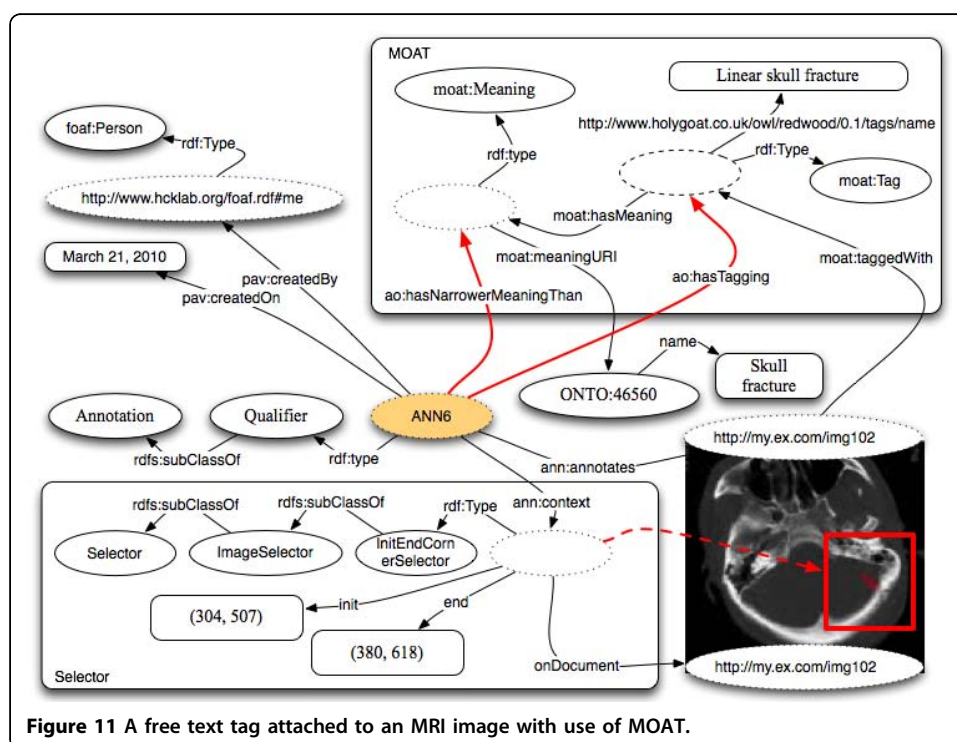 MOAT
moat:Meaning
Linear skull fracture
http://www.holygoat.co.uk/owl/redwood/0.1/tags/name
foaf:Person
rdf:Type
rdf:type
rdf:Type
moat:Tag
http://www.hcklab.org/foaf.rdf#me
moat:hasMeaning
moat:meaningURI
moat:taggedWith
March 21, 2010
pav:createdBy
pav:createdOn
ao:hasTagging
ao:hasNarrowerMeaningThan
name
Skull
fracture
ONTO:46560
Annotation
Qualifier
ANN6
http://my.ex.com/img102
rdfs:subClassOf
rdf:type
ann:annotates
ann:context
rdfs:subClassOf
rdfs:subClassOf
rdf:Type
Selector
ImageSelector
InitEndCorn
erSelector
init
end
(304, 507)
(380, 618)
onDocument
http://my.ex.com/img102
Selector
Figure 11 A free text tag attached to an MRI image with use of MOAT.